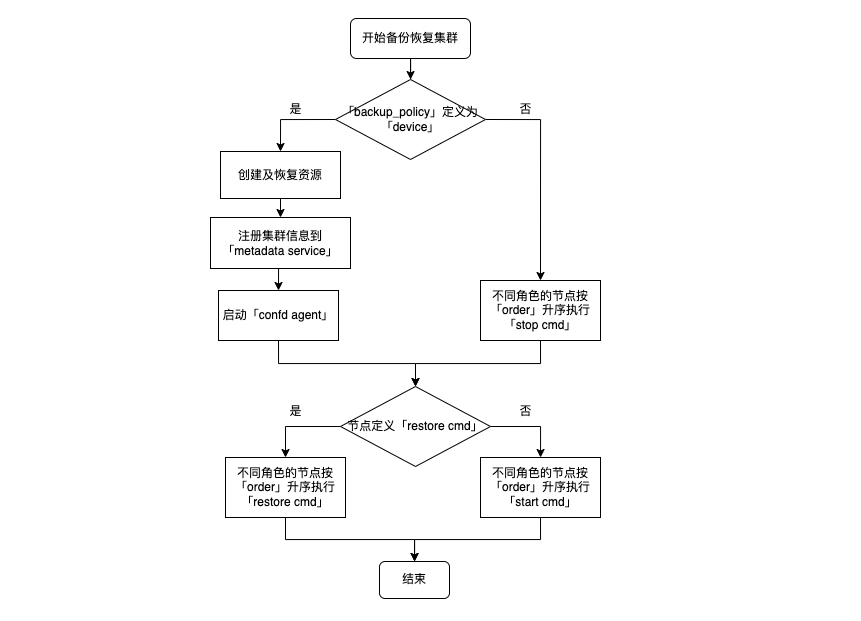 开始备份恢复集群
「backup_policy」定义为
「device」
是
否
创建及恢复资源
注册集群信息到
「metadata service」
启动「confd agent」
不同角色的节点按
「order」升序执行
「stop cmd」
节点定义「restore cmd」
是
否
不同角色的节点按
「order」升序执行
「restore cmd」
不同角色的节点按
「order」升序执行
「start cmd」
结束